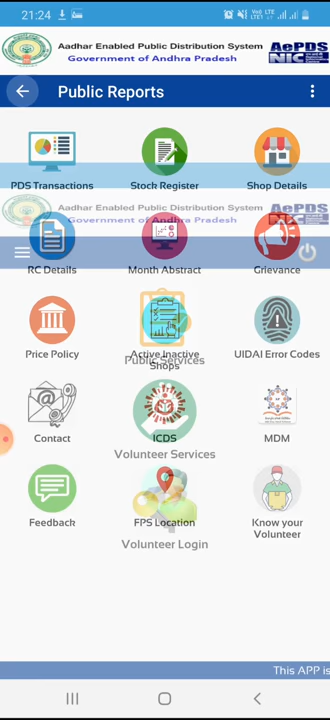 21:24
Aadhar Enabled Public Distribution System
Government of Andhra Pradesh
AePDS
NIC
Public Reports
PDS Transactions Stock Register Shop Details
Aadhar Enabled Public Distribution System
Government of Andhra Pradesh
AePDS
RC Details Month Abstract Grievance
Price Policy Active Inactive Shops UIDAI Error Codes
Public Services
Contact ICDS MDM
Volunteer Services
Feedback FPS Location Know your Volunteer
Volunteer Login
This APP is